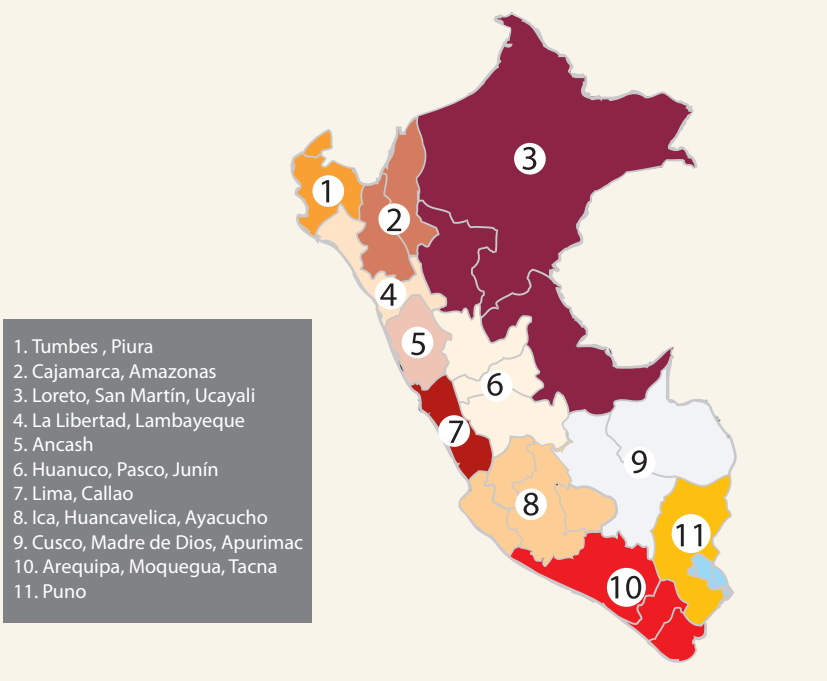 1
2
3
4
5
6
7
8
9
10
11
1. Tumbes , Piura
2. Cajamarca, Amazonas
3. Loreto, San Martín, Ucayali
4. La Libertad, Lambayeque
5. Ancash
6. Huanuco, Pasco, Junín
7. Lima, Callao
8. Ica, Huancavelica, Ayacucho
9. Cusco, Madre de Dios, Apurimac
10. Arequipa, Moquegua, Tacna
11. Puno